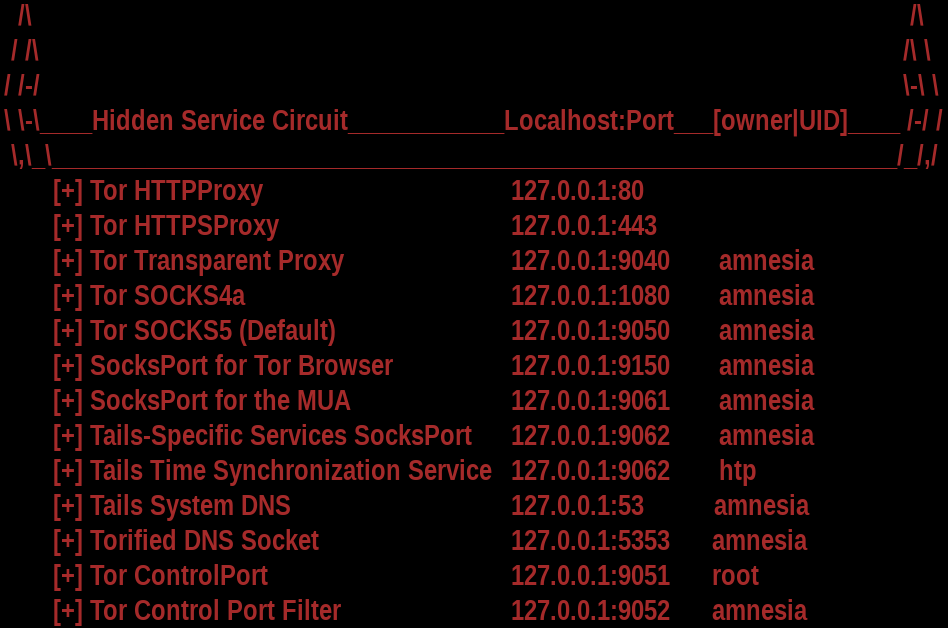 /\ /\
/ /\ /\ \
/ /-/ \-\ \
\ \-\____Hidden Service Circuit____________Localhost:Port___[owner|UID]____ /-/ /
\,\_\_________________________________________________________________/_/,/
[+] Tor HTTPProxy 127.0.0.1:80
[+] Tor HTTPSProxy 127.0.0.1:443
[+] Tor Transparent Proxy 127.0.0.1:9040 amnesia
[+] Tor SOCKS4a 127.0.0.1:1080 amnesia
[+] Tor SOCKS5 (Default) 127.0.0.1:9050 amnesia
[+] SocksPort for Tor Browser 127.0.0.1:9150 amnesia
[+] SocksPort for the MUA 127.0.0.1:9061 amnesia
[+] Tails-Specific Services SocksPort 127.0.0.1:9062 amnesia
[+] Tails Time Synchronization Service 127.0.0.1:9062 htp
[+] Tails System DNS 127.0.0.1:53 amnesia
[+] Torified DNS Socket 127.0.0.1:5353 amnesia
[+] Tor ControlPort 127.0.0.1:9051 root
[+] Tor Control Port Filter 127.0.0.1:9052 amnesia